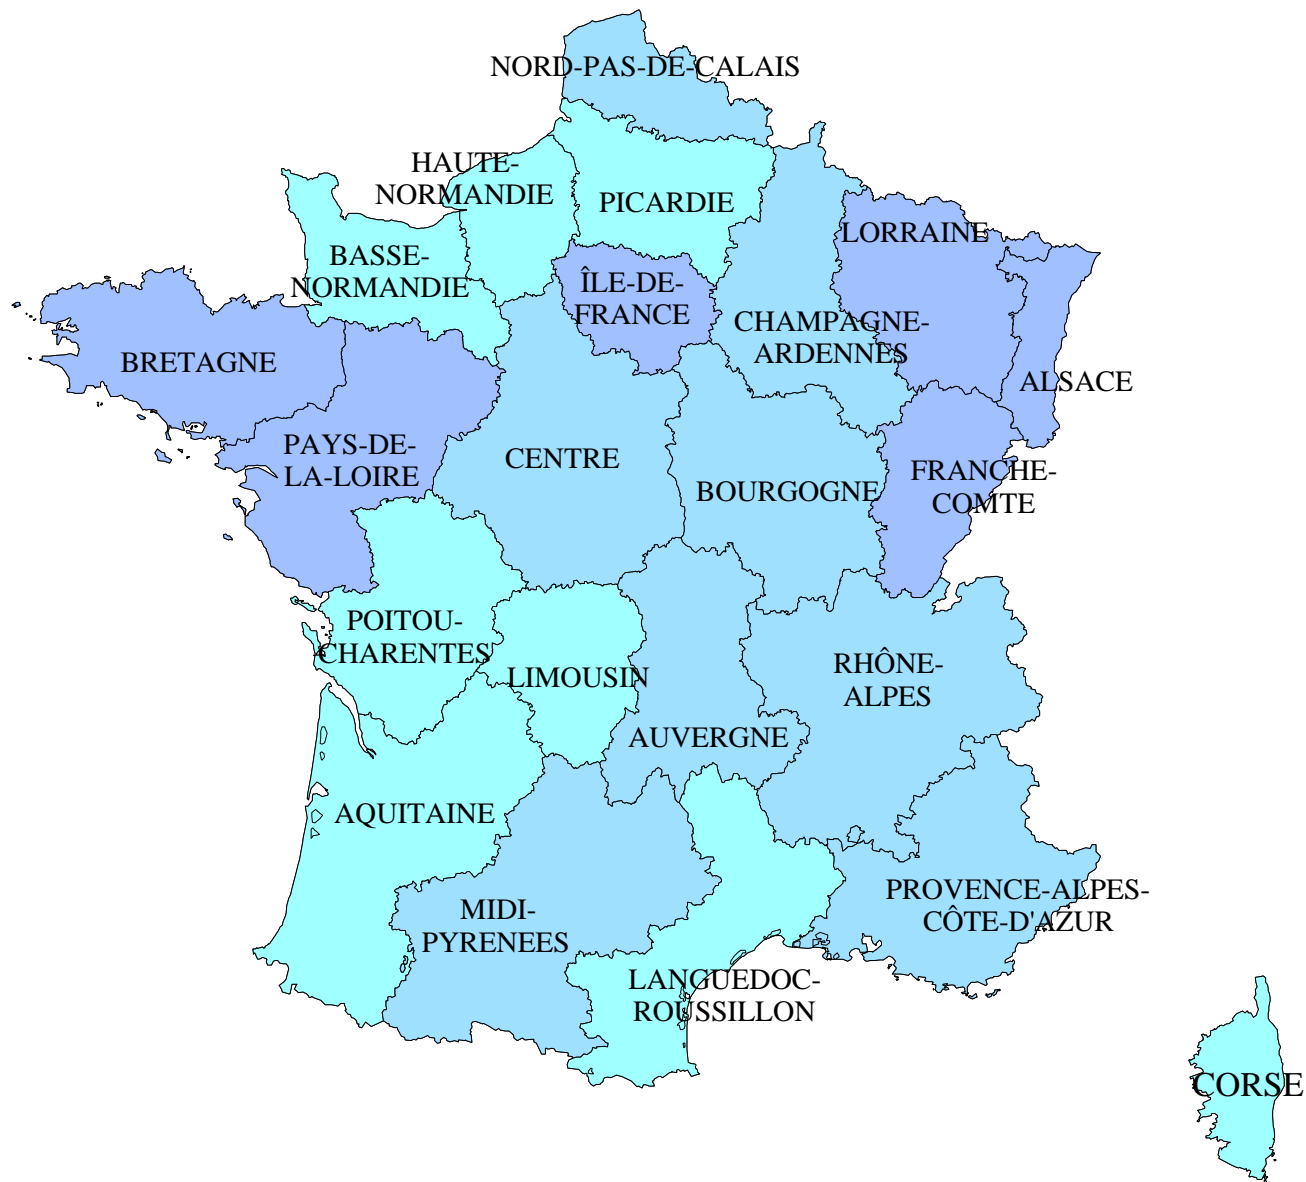 NORD-PAS-DE-CALAIS
HAUTE-
NORMANDIE
PICARDIE
LORRAINE
BASSE-
NORMANDIE
ÎLE-DE-
FRANCE
CHAMPAGNE-
ARDENNES
BRETAGNE
ALSACE
PAYS-DE-
LA-LOIRE
CENTRE
BOURGOGNE
FRANCHE-
COMTE
POITOU-
CHARENTES
LIMOUSIN
RHÔNE-
ALPES
AUVERGNE
AQUITAINE
MIDI-
PYRENEES
PROVENCE-ALPES-
CÔTE-D'AZUR
LANGUEDOC-
ROUSSILLON
CORSE